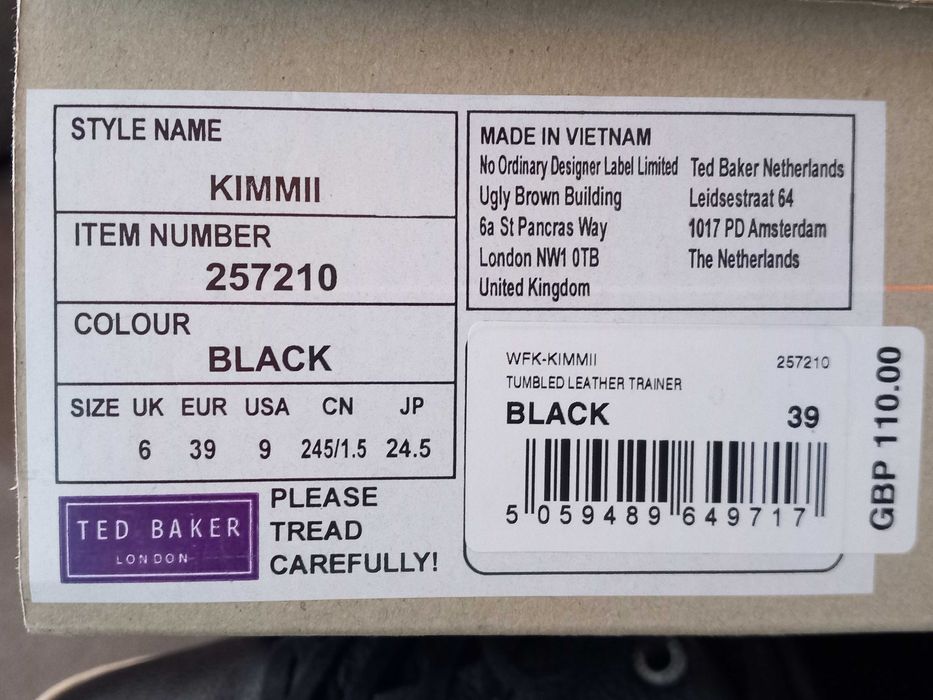 STYLE NAME
KIMMII
ITEM NUMBER
257210
COLOUR
BLACK
SIZE UK EUR USA CN JP
6 39 9 245/1.5 24.5
TED BAKER
LONDON
PLEASE
TREAD
CAREFULLY!
MADE IN VIETNAM
No Ordinary Designer Label Limited
Ugly Brown Building
6a St Pancras Way
London NW1 0TB
United Kingdom
Ted Baker Netherlands
Leidsestraat 64
1017 PD Amsterdam
The Netherlands
WFK-KIMMII 257210
TUMBLED LEATHER TRAINER
BLACK 39
5 059489 649717
GBP 110.00